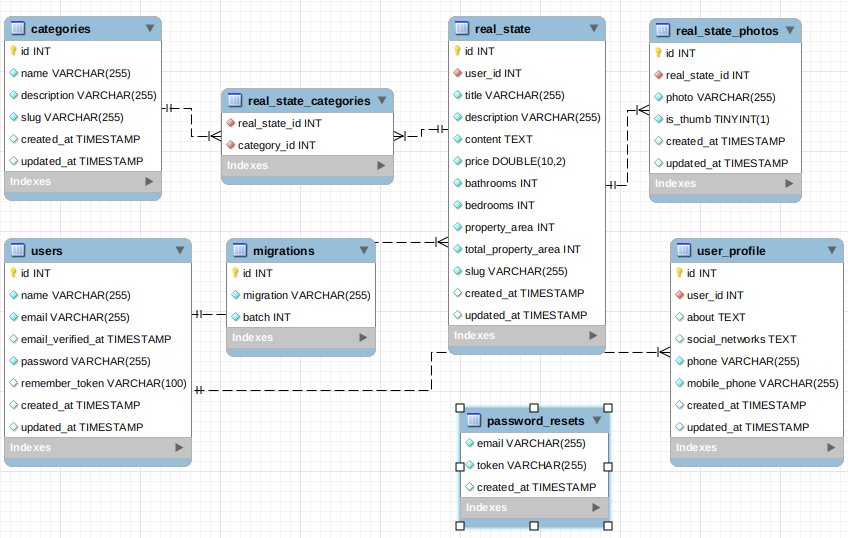 categories
id INT
name VARCHAR(255)
description VARCHAR(255)
slug VARCHAR(255)
created_at TIMESTAMP
updated_at TIMESTAMP
Indexes
real_state_categories
real_state_id INT
category_id INT
Indexes
real_state
id INT
user_id INT
title VARCHAR(255)
description VARCHAR(255)
content TEXT
price DOUBLE(10,2)
bathrooms INT
bedrooms INT
property_area INT
total_property_area INT
slug VARCHAR(255)
created_at TIMESTAMP
updated_at TIMESTAMP
Indexes
real_state_photos
id INT
real_state_id INT
photo VARCHAR(255)
is_thumb TINYINT(1)
created_at TIMESTAMP
updated_at TIMESTAMP
Indexes
users
id INT
name VARCHAR(255)
email VARCHAR(255)
email_verified_at TIMESTAMP
password VARCHAR(255)
remember_token VARCHAR(100)
created_at TIMESTAMP
updated_at TIMESTAMP
Indexes
migrations
id INT
migration VARCHAR(255)
batch INT
Indexes
user_profile
id INT
user_id INT
about TEXT
social_networks TEXT
phone VARCHAR(255)
mobile_phone VARCHAR(255)
created_at TIMESTAMP
updated_at TIMESTAMP
Indexes
password_resets
email VARCHAR(255)
token VARCHAR(255)
created_at TIMESTAMP
Indexes